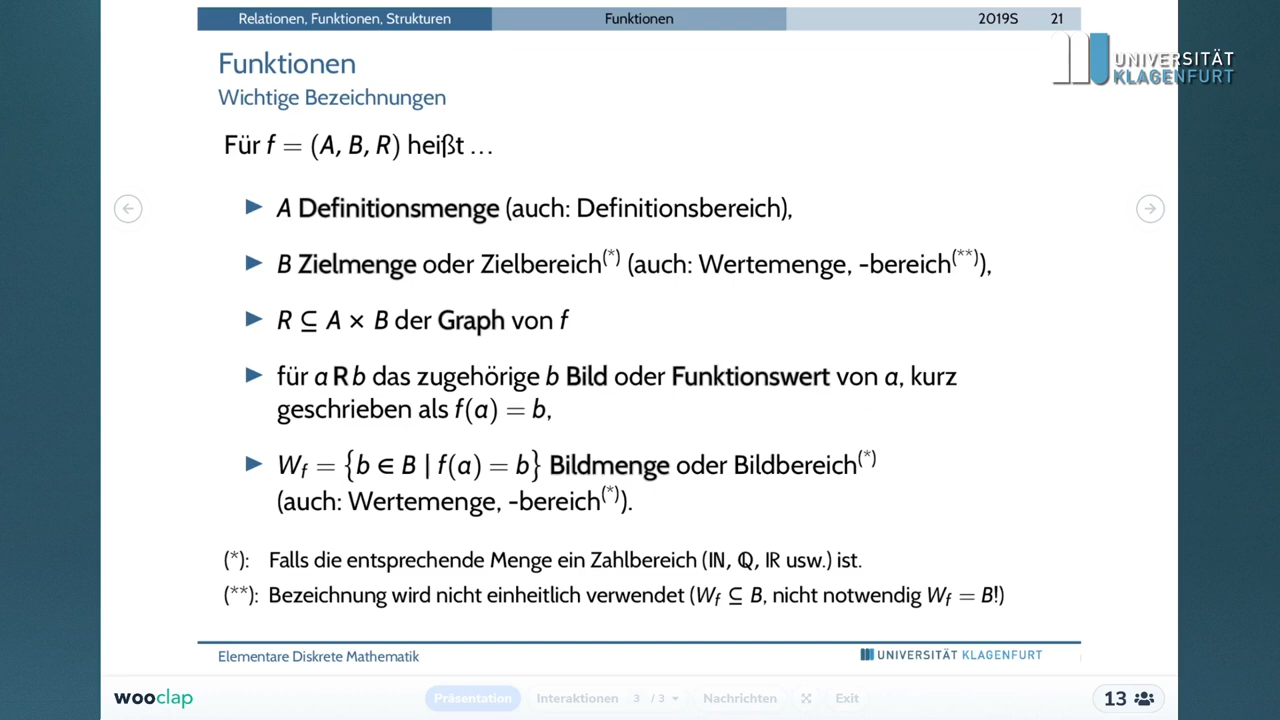 Relationen, Funktionen, Strukturen Funktionen 2019S 21
UNIVERSITÄT
KLAGENFURT
Funktionen
Wichtige Bezeichnungen
Für f = (A, B, R) heißt …
A Definitionsmenge (auch: Definitionsbereich),
B Zielmenge oder Zielbereich(*) (auch: Wertemenge, -bereich(**)),
R ⊆ A × B der Graph von f
für a R b das zugehörige b Bild oder Funktionswert von a, kurz
geschrieben als f(a) = b,
W_f = {b ∈ B | f(a) = b} Bildmenge oder Bildbereich(*)
(auch: Wertemenge, -bereich(*)).
(*): Falls die entsprechende Menge ein Zahlbereich (ℕ, ℚ, ℝ usw.) ist.
(**): Bezeichnung wird nicht einheitlich verwendet (W_f ⊆ B, nicht notwendig W_f = B!)
Elementare Diskrete Mathematik UNIVERSITÄT KLAGENFURT
wooclap Präsentation Interaktionen 3 / 3 Nachrichten Exit 13